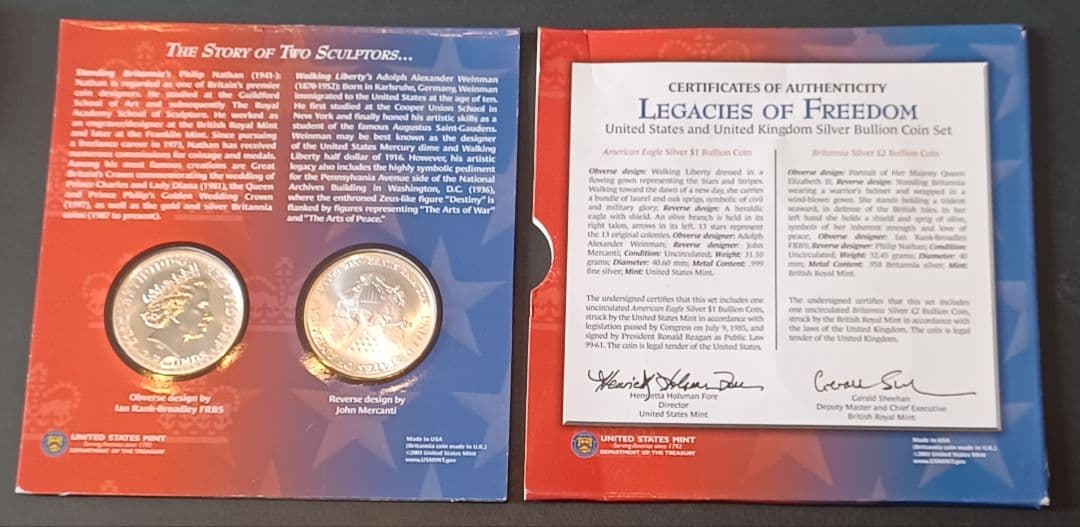 THE STORY OF TWO SCULPTORS...
Standing Britannia's Philip Nathan (1941-):
Nathan is regarded as one of Britain's premier
coin designers. He studied at the Guildford
School of Art and subsequently The Royal
Academy School of Sculpture. He worked as
an engraver/designer at the British Royal Mint
and later at the Franklin Mint. Since pursuing
a freelance career in 1973, Nathan has received
numerous commissions for coinage and medals.
Among his most famous creations are Great
Britain's Crown commemorating the wedding of
Prince Charles and Lady Diana (1981), the Queen
and Prince Philip's Golden Wedding Crown
(1997), as well as the gold and silver Britannia
coins (1987 to present).
Walking Liberty's Adolph Alexander Weinman
(1870-1952): Born in Karlsruhe, Germany, Weinman
immigrated to the United States at the age of ten.
He first studied at the Cooper Union School in
New York and finally honed his artistic skills as a
student of the famous Augustus Saint-Gaudens.
Weinman may be best known as the designer
of the United States Mercury dime and Walking
Liberty half dollar of 1916. However, his artistic
legacy also includes the highly symbolic pediment
for the Pennsylvania Avenue side of the National
Archives Building in Washington, D.C. (1936),
where the enthroned Zeus-like figure "Destiny" is
flanked by figures representing "The Arts of War"
and "The Arts of Peace."
Obverse design by
Ian Rank-Broadley FRBS
Reverse design by
John Mercanti
UNITED STATES MINT
Serving America since 1792
DEPARTMENT OF THE TREASURY
Made in USA
(Britannia coin made in U.K.)
©2003 United States Mint
www.USMINT.gov
CERTIFICATES OF AUTHENTICITY
LEGACIES OF FREEDOM
United States and United Kingdom Silver Bullion Coin Set
American Eagle Silver $1 Bullion Coin
Obverse design: Walking Liberty dressed in a
flowing gown representing the Stars and Stripes.
Walking toward the dawn of a new day, she carries
a bundle of laurel and oak sprigs, symbolic of civil
and military glory; Reverse design: A heraldic
eagle with shield. An olive branch is held in its
right talon, arrows in its left. 13 stars represent
the 13 original colonies. Obverse designer: Adolph
Alexander Weinman; Reverse designer: John
Mercanti; Condition: Uncirculated; Weight: 31.10
grams; Diameter: 40.60 mm; Metal Content: .999
fine silver; Mint: United States Mint.
The undersigned certifies that this set includes one
uncirculated American Eagle Silver $1 Bullion Coin,
struck by the United States Mint in accordance with
legislation passed by Congress on July 9, 1985, and
signed by President Ronald Reagan as Public Law
99-61. The coin is legal tender of the United States.
Henrietta Holsman Fore
Director
United States Mint
Britannia Silver £2 Bullion Coin
Obverse design: Portrait of Her Majesty Queen
Elizabeth II; Reverse design: Standing Britannia
wearing a warrior's helmet and wrapped in a
wind-blown gown. She stands holding a trident
seaward, in defense of the British Isles. In her
left hand she holds a shield and sprig of olive,
symbols of her inherent strength and love of
peace; Obverse designer: Ian Rank-Broadley
FRBS; Reverse designer: Philip Nathan; Condition:
Uncirculated; Weight: 32.45 grams; Diameter: 40
mm; Metal Content: .958 Britannia silver; Mint:
British Royal Mint.
The undersigned certifies that this set includes
one uncirculated Britannia Silver £2 Bullion Coin,
struck by the British Royal Mint in accordance with
the laws of the United Kingdom. The coin is legal
tender of the United Kingdom.
Gerald Sheehan
Deputy Master and Chief Executive
British Royal Mint
UNITED STATES MINT
Serving America since 1792
DEPARTMENT OF THE TREASURY
Made in USA
(Britannia coin made in U.K.)
©2003 United States Mint
www.USMINT.gov